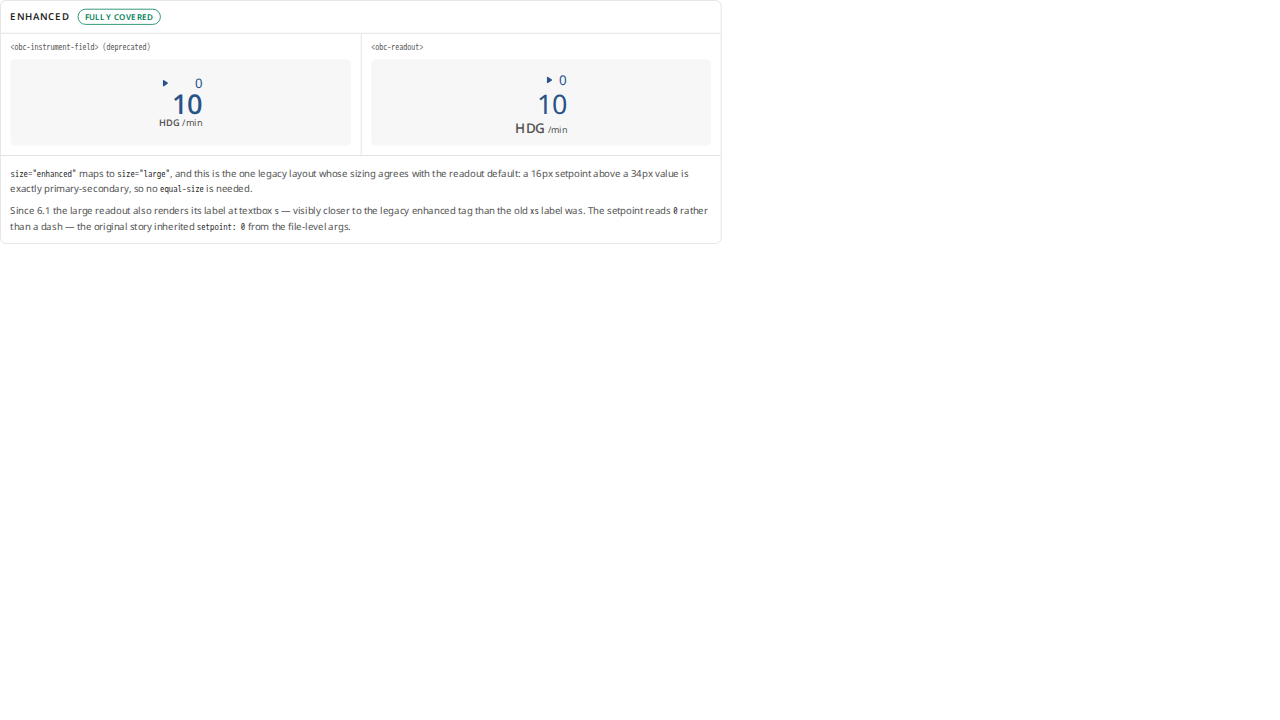 ENHANCED FULLY COVERED
<obc-instrument-field> (deprecated)
0
10
HDG /min
<obc-readout>
0
10
HDG /min
size="enhanced" maps to size="large", and this is the one legacy layout whose sizing agrees with the readout default: a 16px setpoint above a 34px value is
exactly primary-secondary, so no equal-size is needed.
Since 6.1 the large readout also renders its label at textbox s — visibly closer to the legacy enhanced tag than the old xs label was. The setpoint reads 0 rather
than a dash — the original story inherited setpoint: 0 from the file-level args.